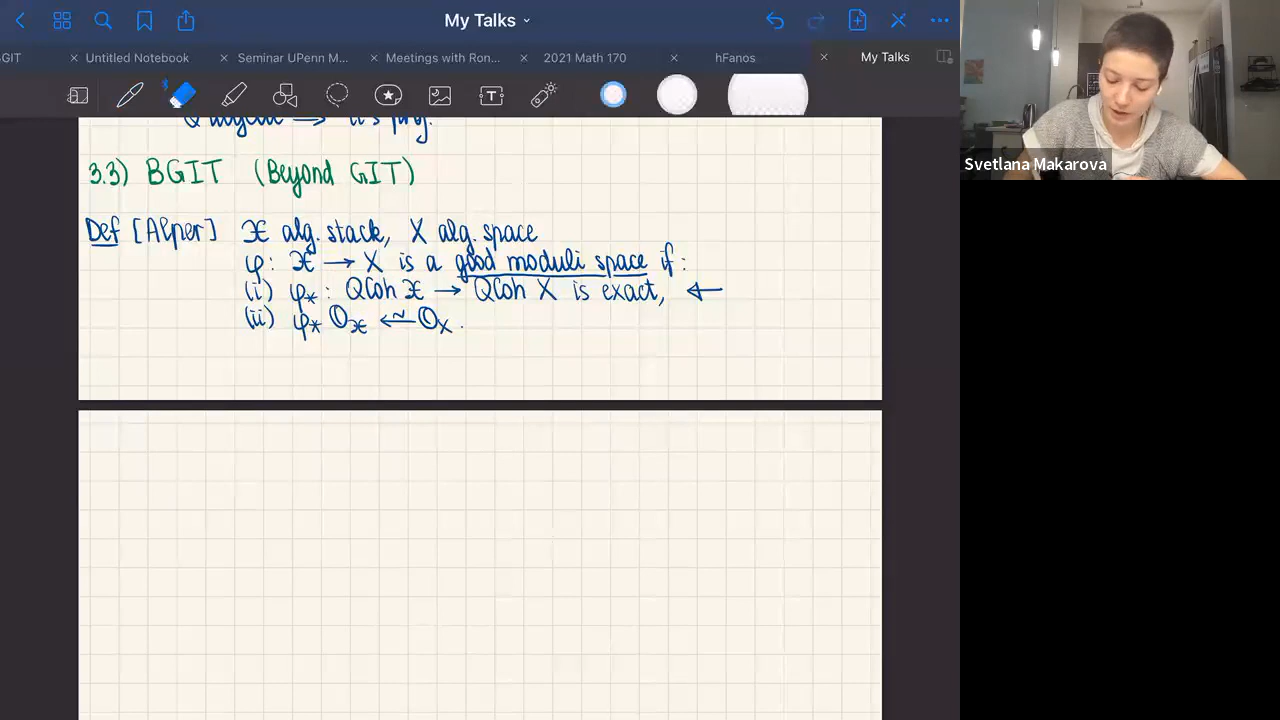 My Talks
GIT
Untitled Notebook
Seminar UPenn M...
Meetings with Ron...
2021 Math 170
hFanos
My Talks
Svetlana Makarova
3.3) BGIT (Beyond GIT)
Def [Alper] 𝓧 alg. stack, X alg. space
φ: 𝓧 → X is a good moduli space if:
(i) φ_* : QCoh 𝓧 → QCoh X is exact, ←
(ii) φ_* O_𝓧 ⥲ O_X .